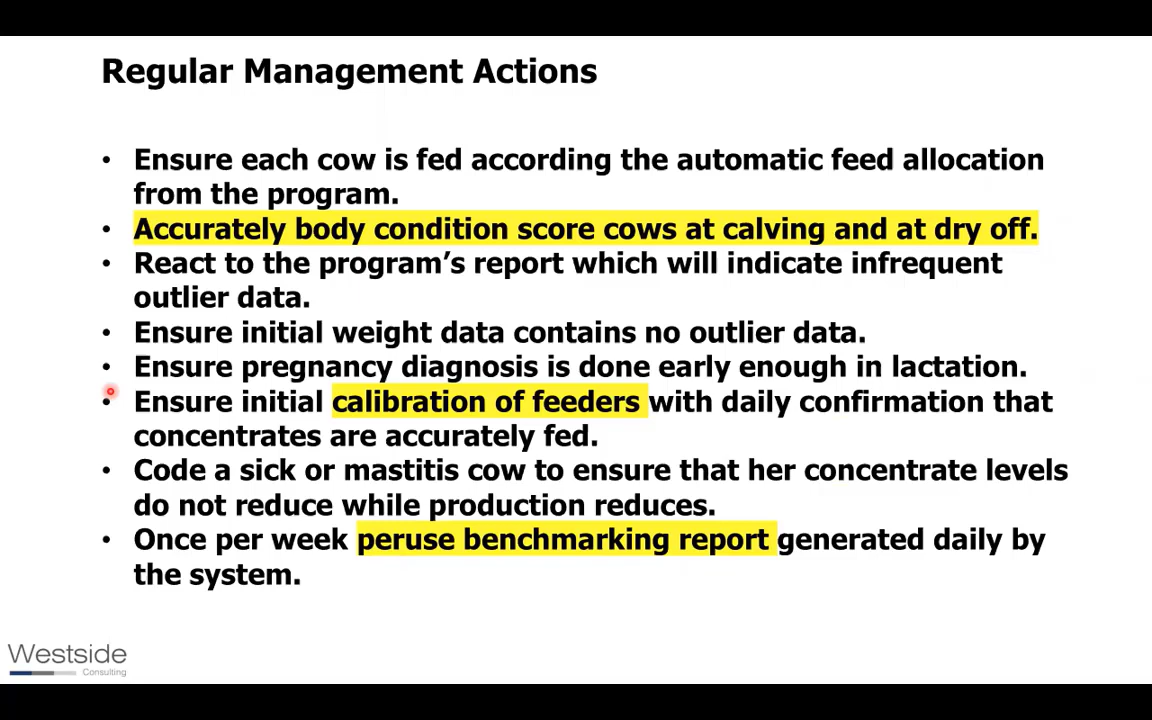 Regular Management Actions
• Ensure each cow is fed according the automatic feed allocation
from the program.
• Accurately body condition score cows at calving and at dry off.
• React to the program’s report which will indicate infrequent
outlier data.
• Ensure initial weight data contains no outlier data.
• Ensure pregnancy diagnosis is done early enough in lactation.
• Ensure initial calibration of feeders with daily confirmation that
concentrates are accurately fed.
• Code a sick or mastitis cow to ensure that her concentrate levels
do not reduce while production reduces.
• Once per week peruse benchmarking report generated daily by
the system.
Westside
Consulting